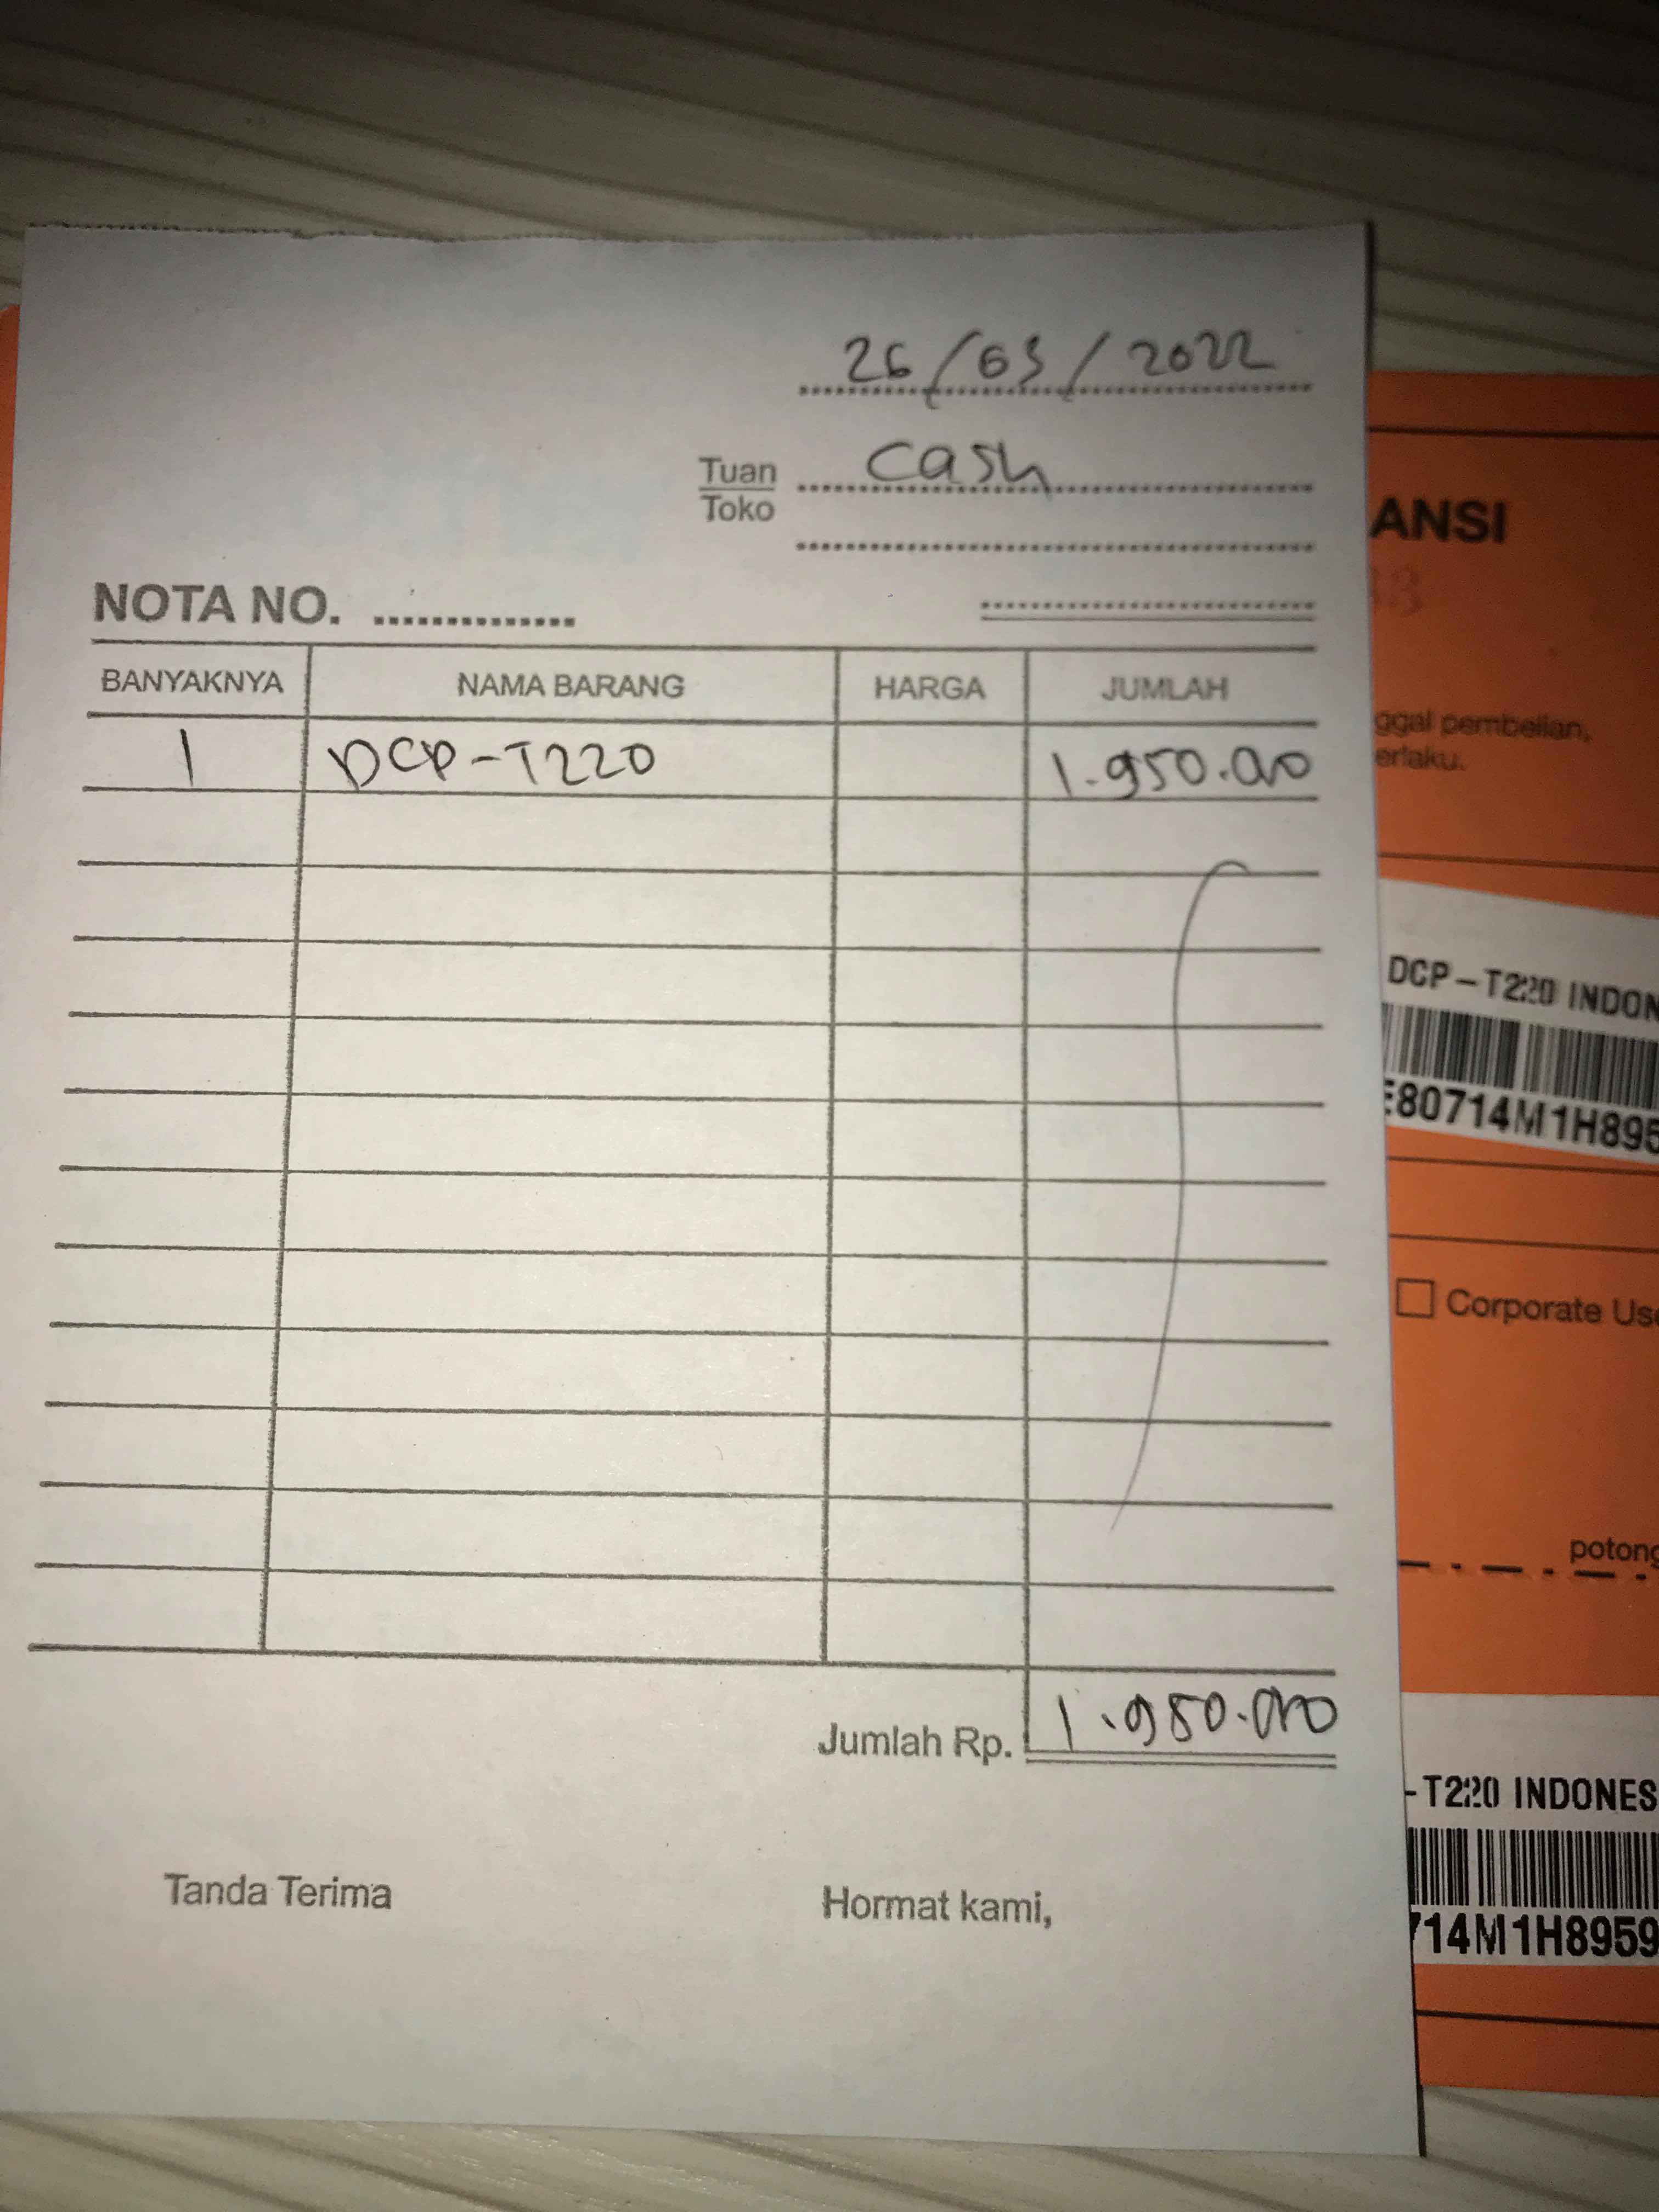 26/03/2022
Tuan cash
Toko
NOTA NO. ...............
BANYAKNYA NAMA BARANG HARGA JUMLAH
1 DCP-T220 1.950.000
Jumlah Rp. 1.950.000
Tanda Terima Hormat kami,
ANSI
33
ggal pembelian,
erlaku.
DCP-T220 INDON
E80714M1H895
Corporate Use
potong
-T220 INDONES
714M1H8959